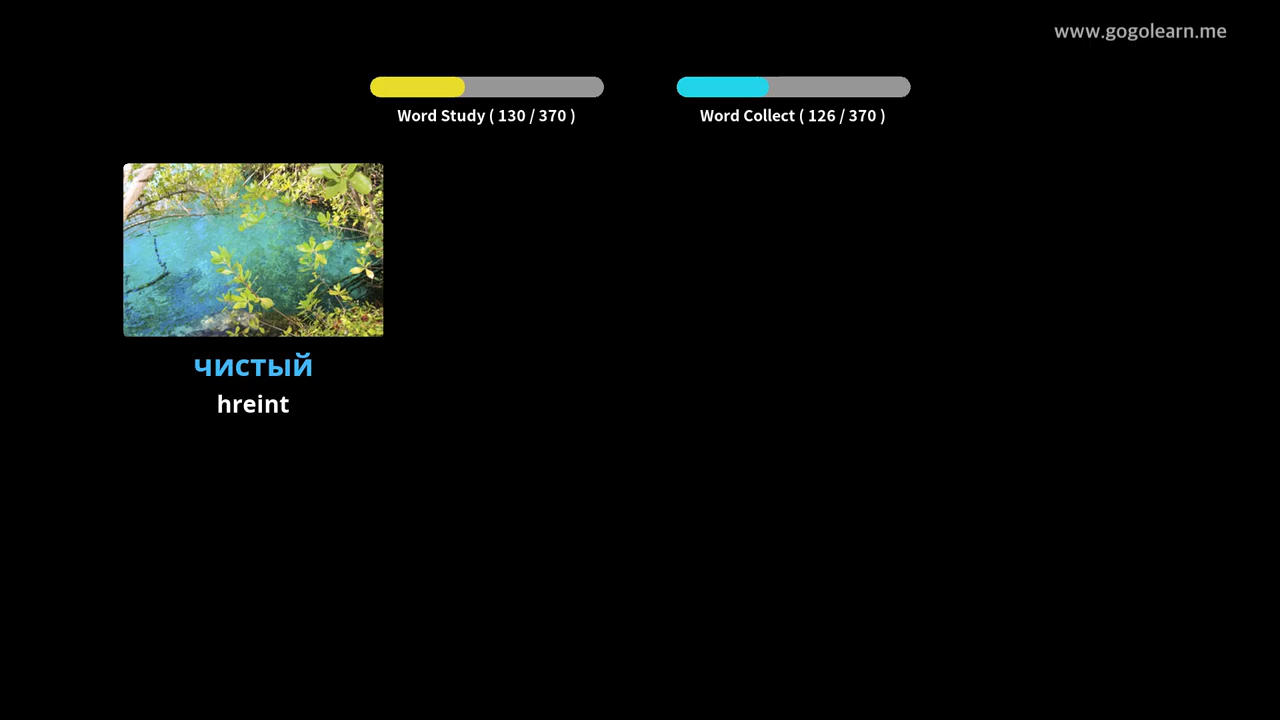 www.gogolearn.me
Word Study ( 130 / 370 )
Word Collect ( 126 / 370 )
чистый
hreint